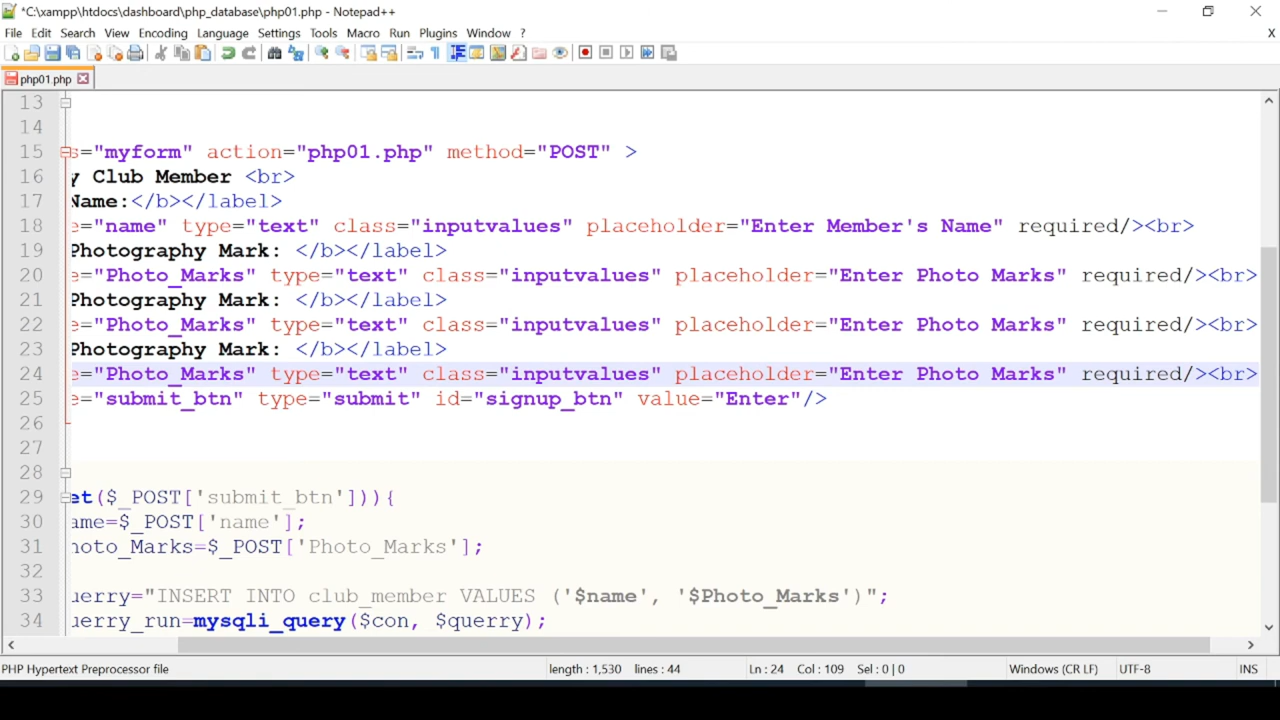 *C:\xampp\htdocs\dashboard\php_database\php01.php - Notepad++
File Edit Search View Encoding Language Settings Tools Macro Run Plugins Window ? X
php01.php
13
14
15 s="myform" action="php01.php" method="POST" >
16 y Club Member <br>
17 Name:</b></label>
18 e="name" type="text" class="inputvalues" placeholder="Enter Member's Name" required/><br>
19 Photography Mark: </b></label>
20 e="Photo_Marks" type="text" class="inputvalues" placeholder="Enter Photo Marks" required/><br>
21 Photography Mark: </b></label>
22 e="Photo_Marks" type="text" class="inputvalues" placeholder="Enter Photo Marks" required/><br>
23 Photography Mark: </b></label>
24 e="Photo_Marks" type="text" class="inputvalues" placeholder="Enter Photo Marks" required/><br>
25 e="submit_btn" type="submit" id="signup_btn" value="Enter"/>
26
27
28
29 et($_POST['submit_btn'])){
30 ame=$_POST['name'];
31 hoto_Marks=$_POST['Photo_Marks'];
32
33 uerry="INSERT INTO club_member VALUES ('$name', '$Photo_Marks')";
34 uerry_run=mysqli_query($con, $querry);
PHP Hypertext Preprocessor file length : 1,530 lines : 44 Ln : 24 Col : 109 Sel : 0 | 0 Windows (CR LF) UTF-8 INS